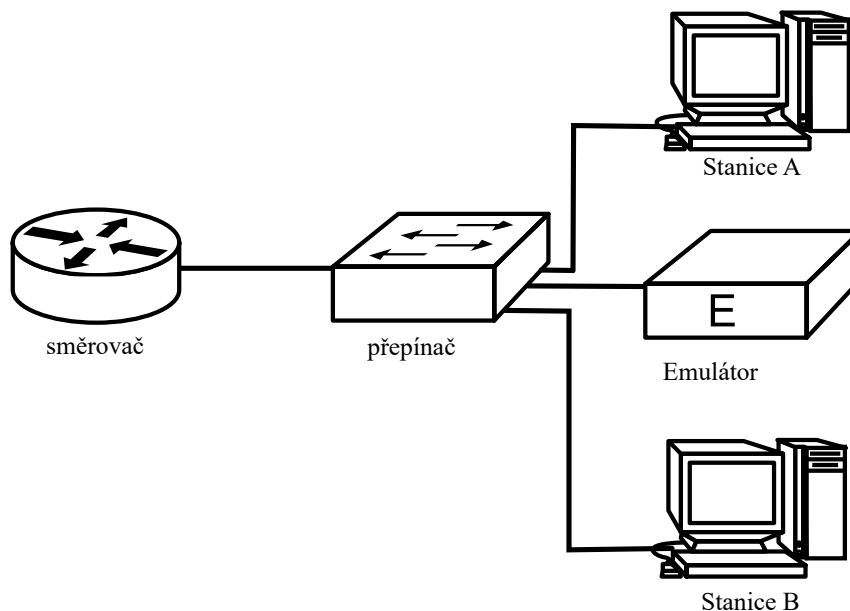 Stanice A
směrovač
přepínač
E
Emulátor
Stanice B